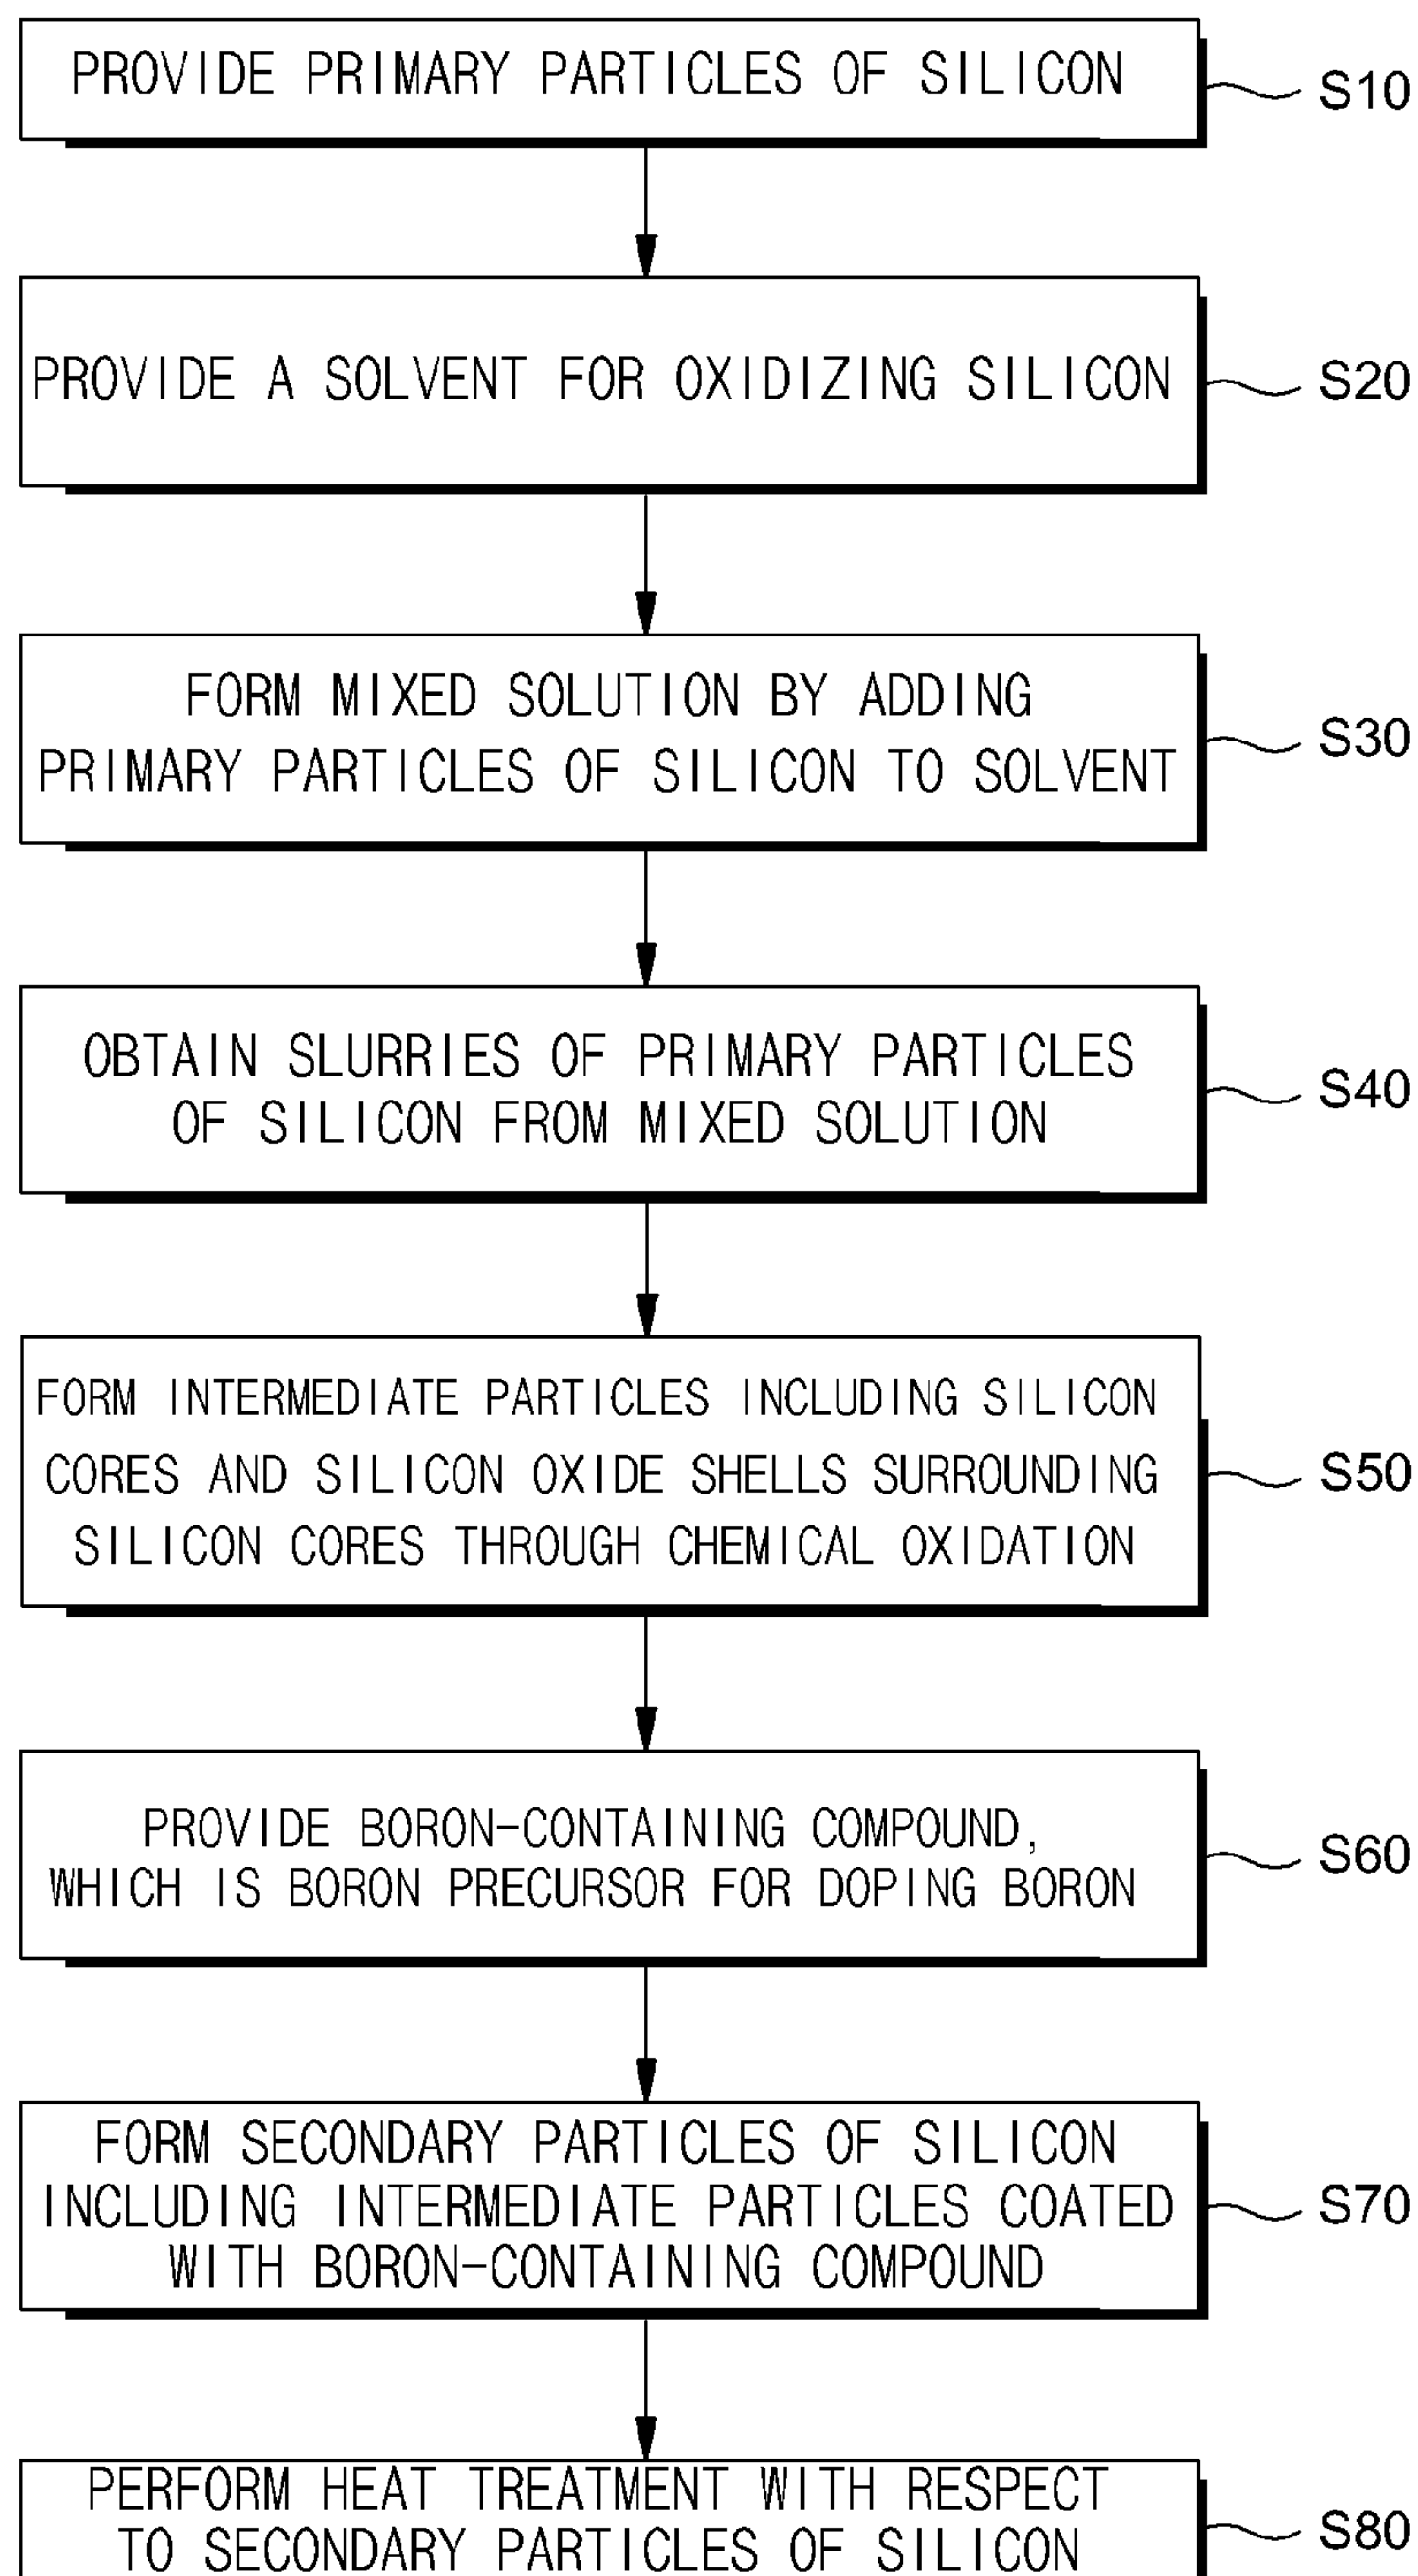 PROVIDE PRIMARY PARTICLES OF SILICON
S10
PROVIDE A SOLVENT FOR OXIDIZING SILICON
S20
FORM MIXED SOLUTION BY ADDING
PRIMARY PARTICLES OF SILICON TO SOLVENT
S30
OBTAIN SLURRIES OF PRIMARY PARTICLES
OF SILICON FROM MIXED SOLUTION
S40
FORM INTERMEDIATE PARTICLES INCLUDING SILICON
CORES AND SILICON OXIDE SHELLS SURROUNDING
SILICON CORES THROUGH CHEMICAL OXIDATION
S50
PROVIDE BORON-CONTAINING COMPOUND,
WHICH IS BORON PRECURSOR FOR DOPING BORON
S60
FORM SECONDARY PARTICLES OF SILICON
INCLUDING INTERMEDIATE PARTICLES COATED
WITH BORON-CONTAINING COMPOUND
S70
PERFORM HEAT TREATMENT WITH RESPECT
TO SECONDARY PARTICLES OF SILICON
S80